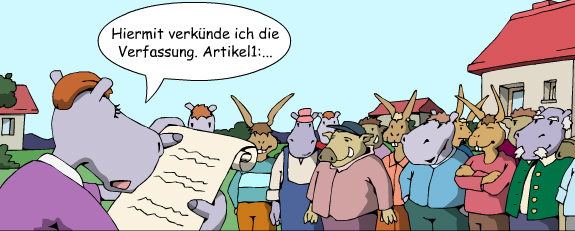 Hiermit verkünde ich die
Verfassung. Artikel1:...